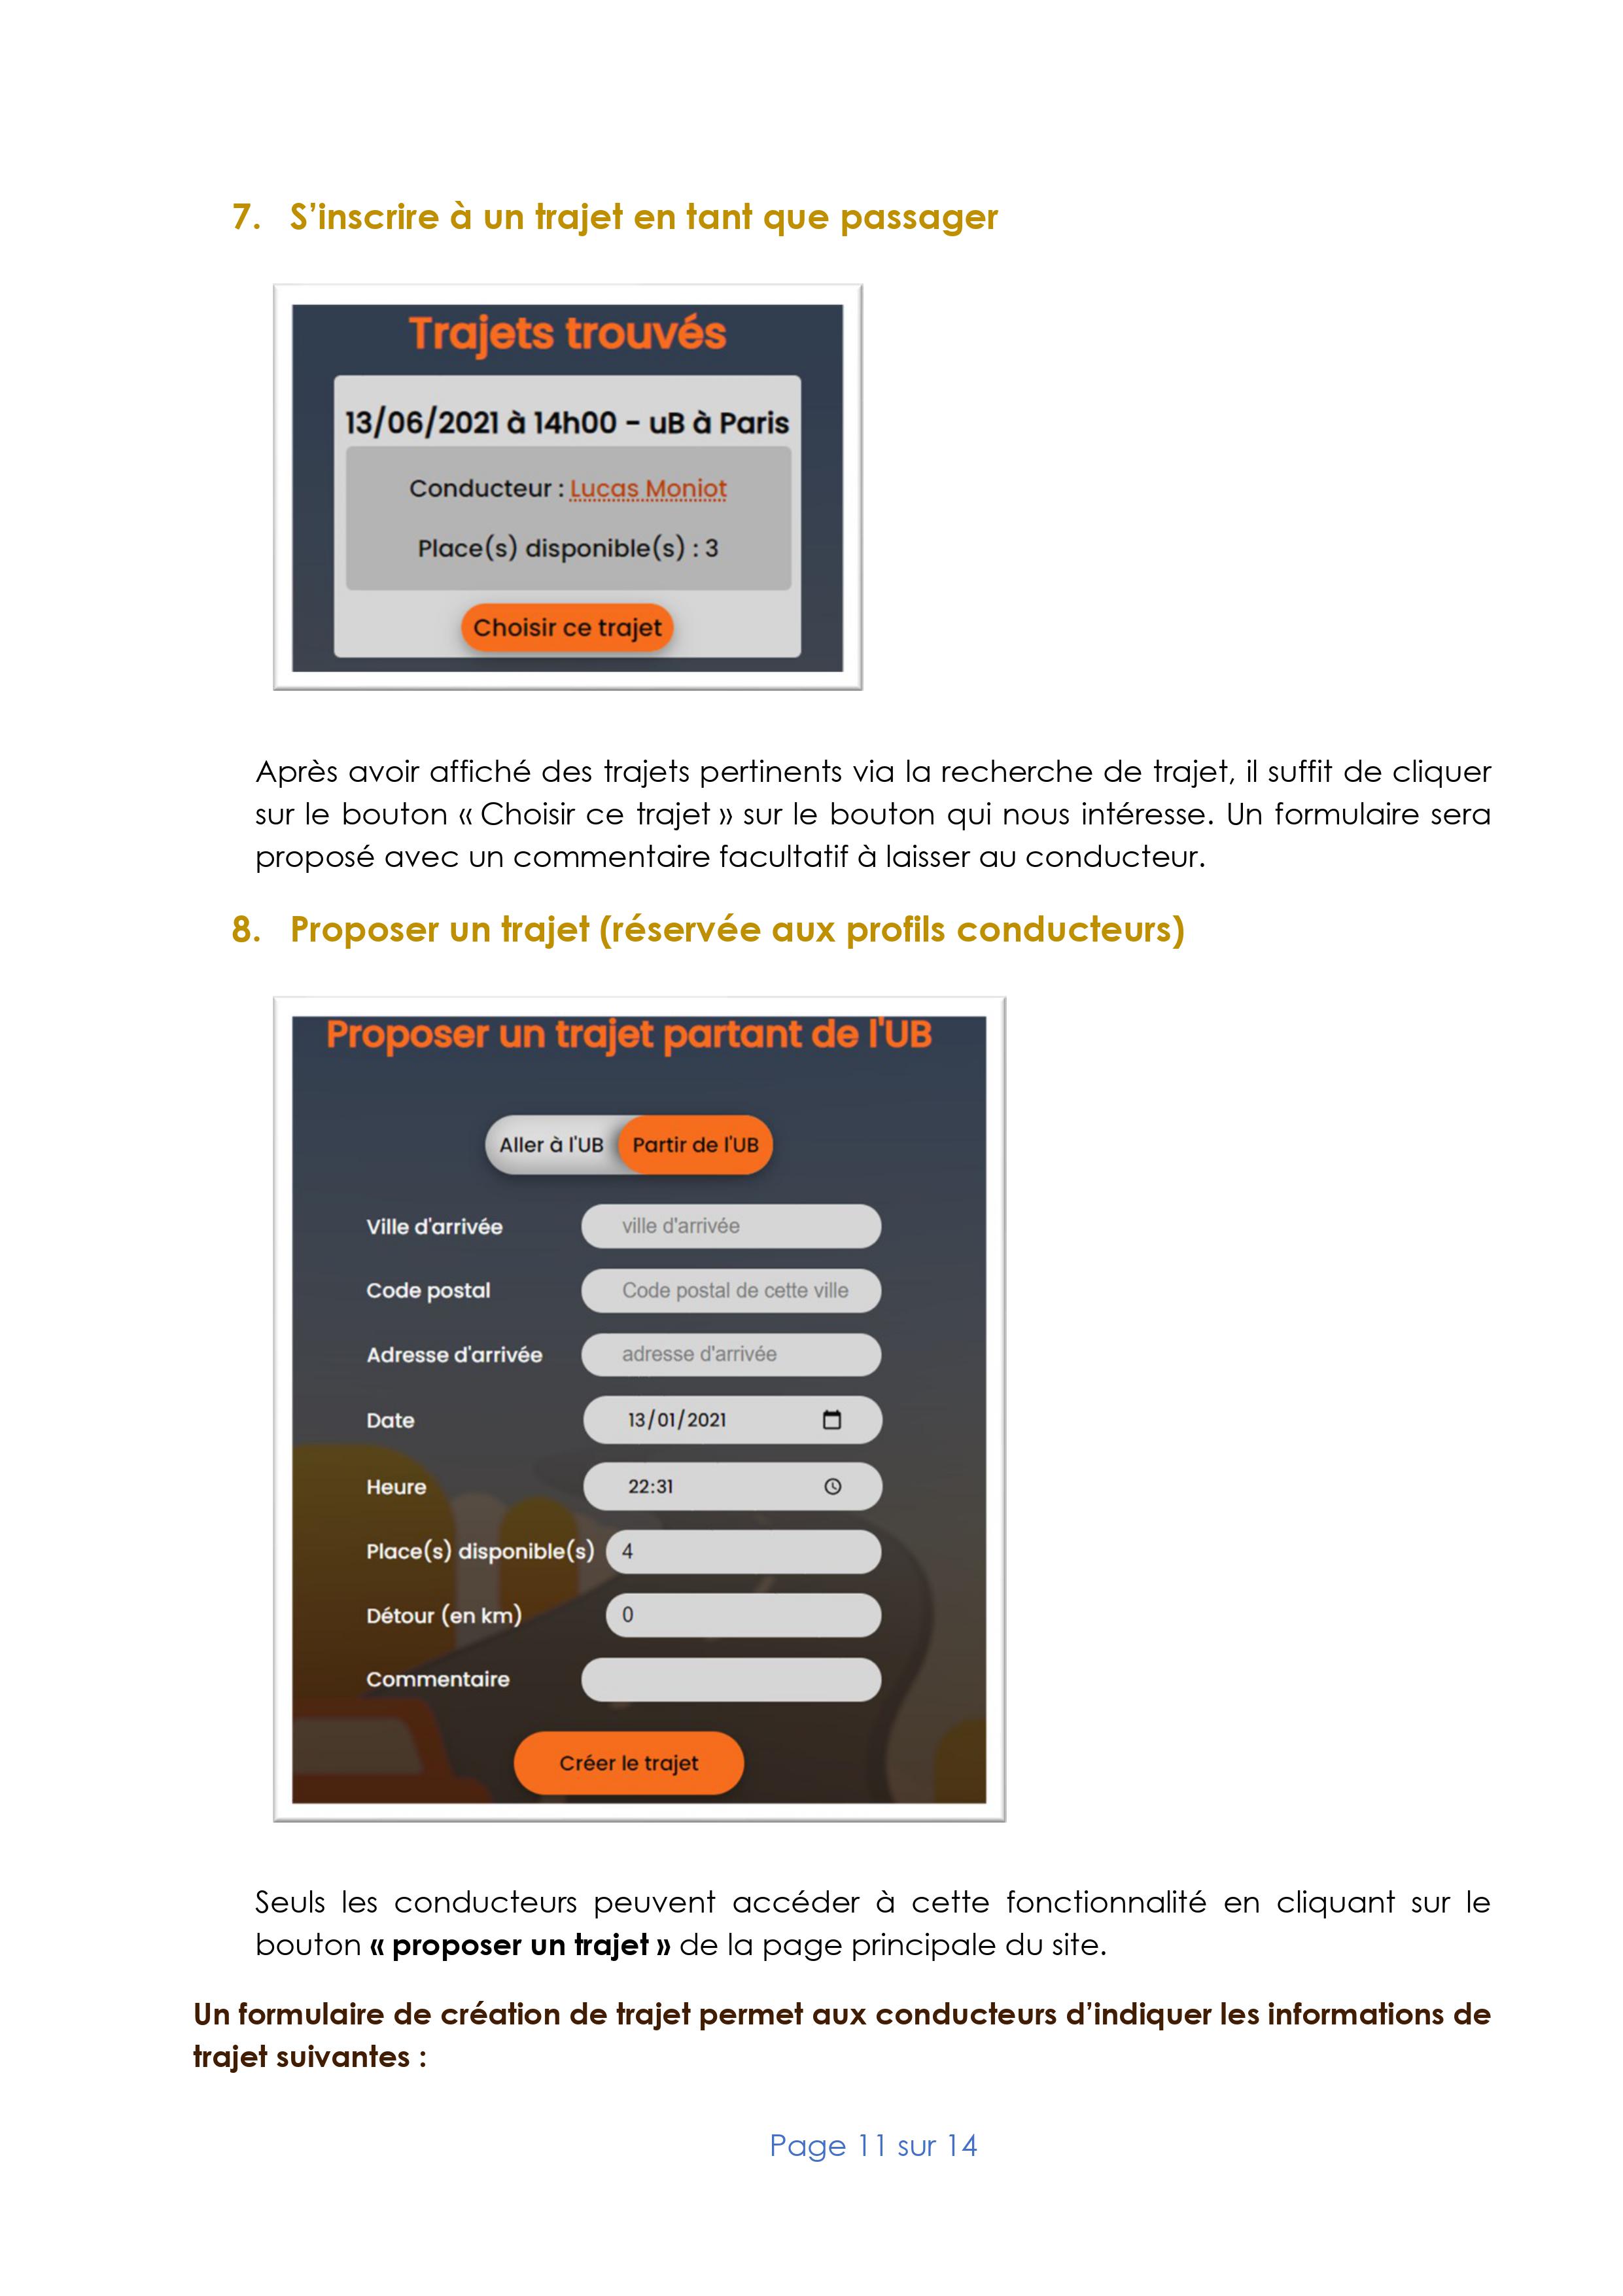 7. S'inscrire à un trajet en tant que passager
Trajets trouvés
13/06/2021 à 14h00 - uB à Paris
Conducteur : Lucas Moniot
Place(s) disponible(s) : 3
Choisir ce trajet
Après avoir affiché des trajets pertinents via la recherche de trajet, il suffit de cliquer
sur le bouton « Choisir ce trajet » sur le bouton qui nous intéresse. Un formulaire sera
proposé avec un commentaire facultatif à laisser au conducteur.
8. Proposer un trajet (réservée aux profils conducteurs)
Proposer un trajet partant de l'UB
Aller à l'UB Partir de l'UB
Ville d'arrivée ville d'arrivée
Code postal Code postal de cette ville
Adresse d'arrivée adresse d'arrivée
Date 13/01/2021
Heure 22:31
Place(s) disponible(s) 4
Détour (en km) 0
Commentaire
Créer le trajet
Seuls les conducteurs peuvent accéder à cette fonctionnalité en cliquant sur le
bouton « proposer un trajet » de la page principale du site.
Un formulaire de création de trajet permet aux conducteurs d'indiquer les informations de
trajet suivantes :
Page 11 sur 14